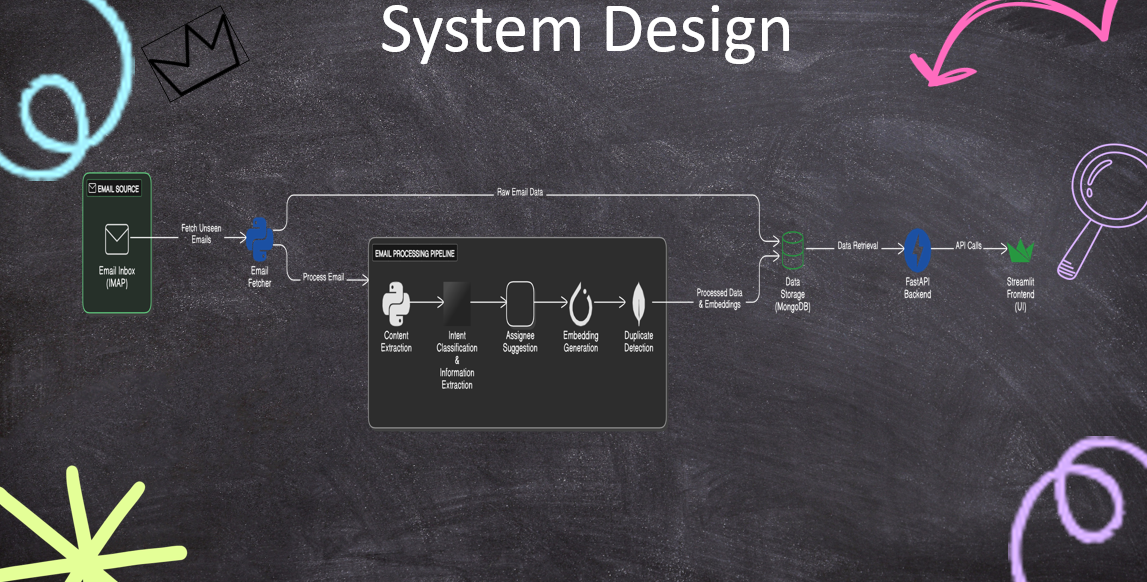 System Design
EMAIL SOURCE
Email Inbox
(IMAP)
Fetch Unseen
Emails
Email
Fetcher
Raw Email Data
Process Email
EMAIL PROCESSING PIPELINE
Content
Extraction
Intent
Classification
&
Information
Extraction
Assignee
Suggestion
Embedding
Generation
Duplicate
Detection
Processed Data
& Embeddings
Data
Storage
(MongoDB)
Data Retrieval
FastAPI
Backend
API Calls
Streamlit
Frontend
(UI)